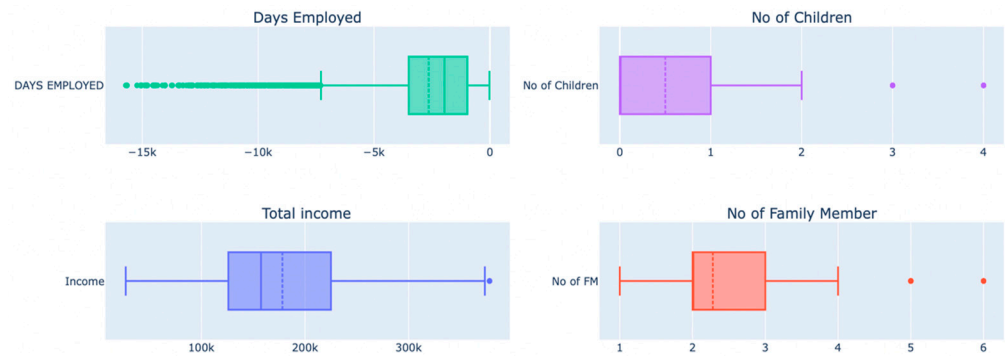 Days Employed
DAYS EMPLOYED
−15k −10k −5k 0
No of Children
No of Children
0 1 2 3 4
Total income
Income
100k 200k 300k
No of Family Member
No of FM
1 2 3 4 5 6